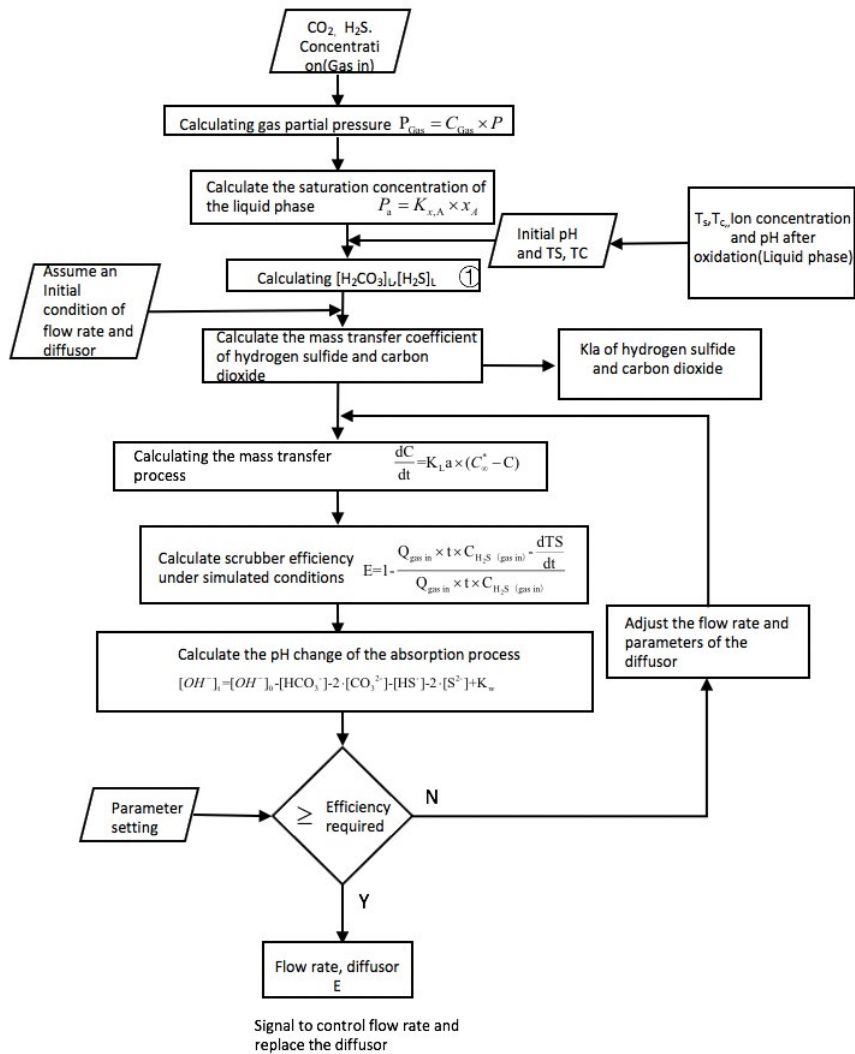 CO₂, H₂S.
Concentrati
on(Gas in)
Calculating gas partial pressure P_Gas = C_Gas × P
Calculate the saturation concentration of
the liquid phase P_a = K_{x,A} × x_A
Initial pH
and TS, TC
Ts,Tc,,Ion concentration
and pH after
oxidation(Liquid phase)
Calculating [H₂CO₃]L,[H₂S]L ①
Assume an
Initial
condition of
flow rate and
diffusor
Calculate the mass transfer coefficient
of hydrogen sulfide and carbon
dioxide
Kla of hydrogen sulfide
and carbon dioxide
Calculating the mass transfer
process dC/dt=K_La×(C*_∞-C)
Calculate scrubber efficiency
under simulated conditions E=1-(Q_gas in×t×C_H₂S (gas in)-dTS/dt)/(Q_gas in×t×C_H₂S (gas in))
Adjust the flow rate and
parameters of the
diffusor
Calculate the pH change of the absorption process
[OH⁻]ₜ=[OH⁻]₀-[HCO₃⁻]-2·[CO₃²⁻]-[HS⁻]-2·[S²⁻]+K_w
Parameter
setting
≥ Efficiency
required
N
Y
Flow rate, diffusor
E
Signal to control flow rate and
replace the diffusor